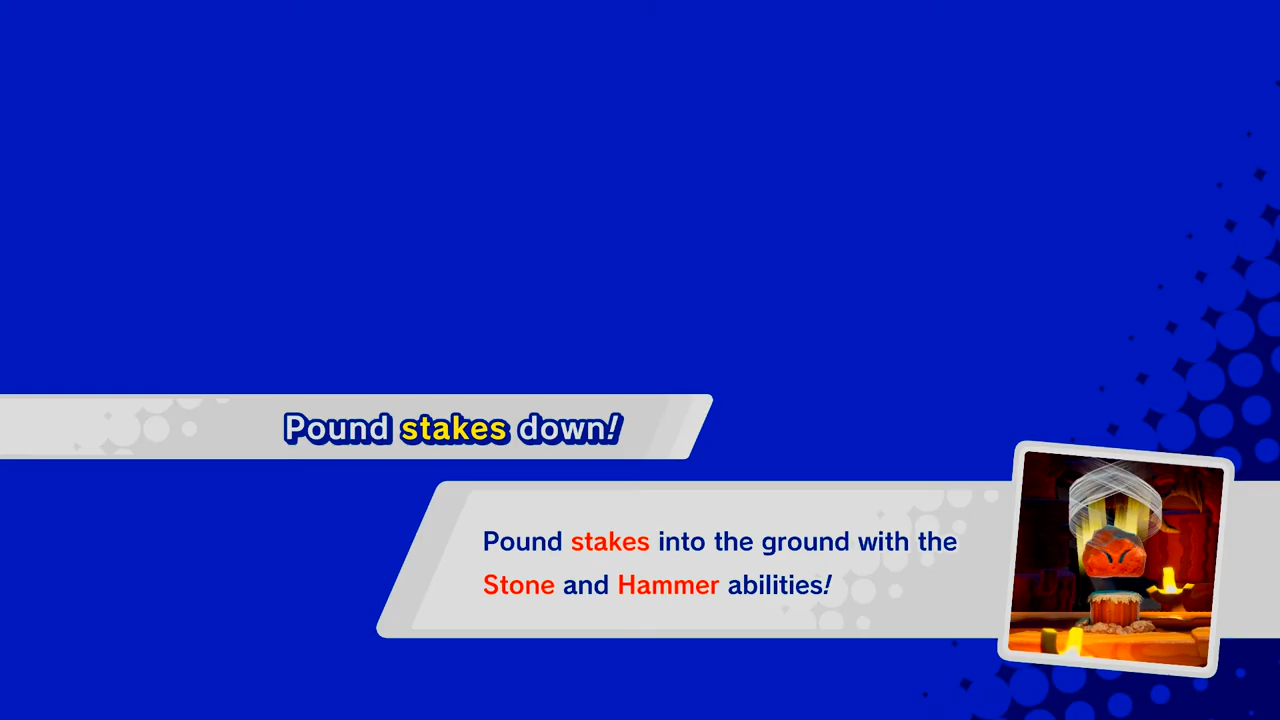 Pound stakes down!
Pound stakes into the ground with the
Stone and Hammer abilities!